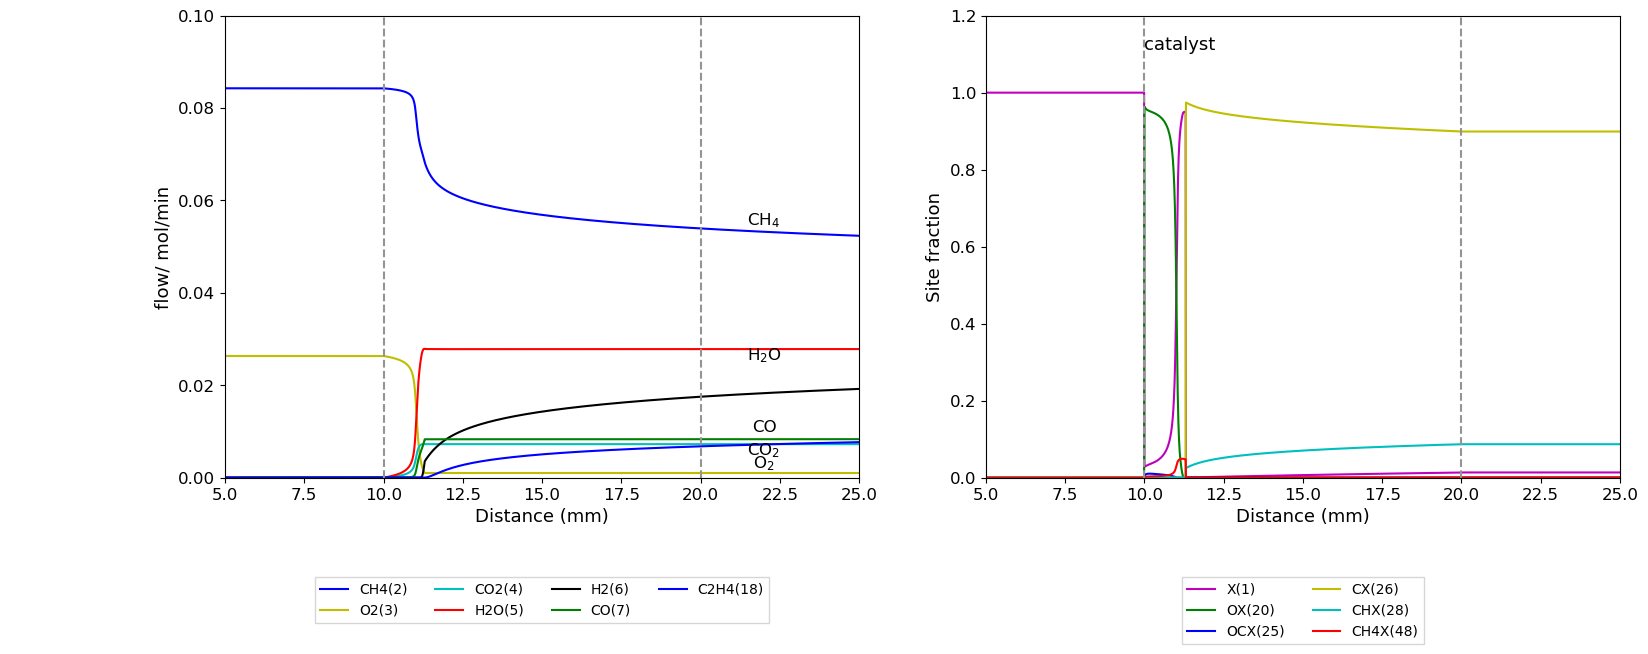 0.10
0.08
0.06
0.04
0.02
0.00
flow/ mol/min
CH₄
H₂O
CO
CO₂
O₂
5.0 7.5 10.0 12.5 15.0 17.5 20.0 22.5 25.0
Distance (mm)
CH4(2) CO2(4) H2(6) C2H4(18)
O2(3) H2O(5) CO(7)
1.2
1.0
0.8
0.6
0.4
0.2
0.0
Site fraction
catalyst
5.0 7.5 10.0 12.5 15.0 17.5 20.0 22.5 25.0
Distance (mm)
X(1) CX(26)
OX(20) CHX(28)
OCX(25) CH4X(48)